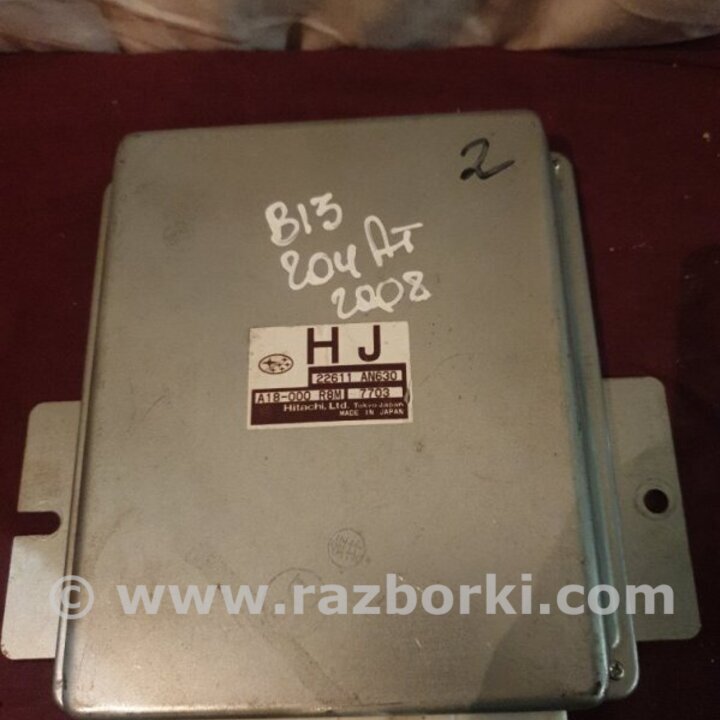 2
B13
204 AT
2008
HJ
22611 AN630
A18-000 R8M 7703
Hitachi, Ltd. Tokyo Japan
MADE IN JAPAN
© www.razborki.com